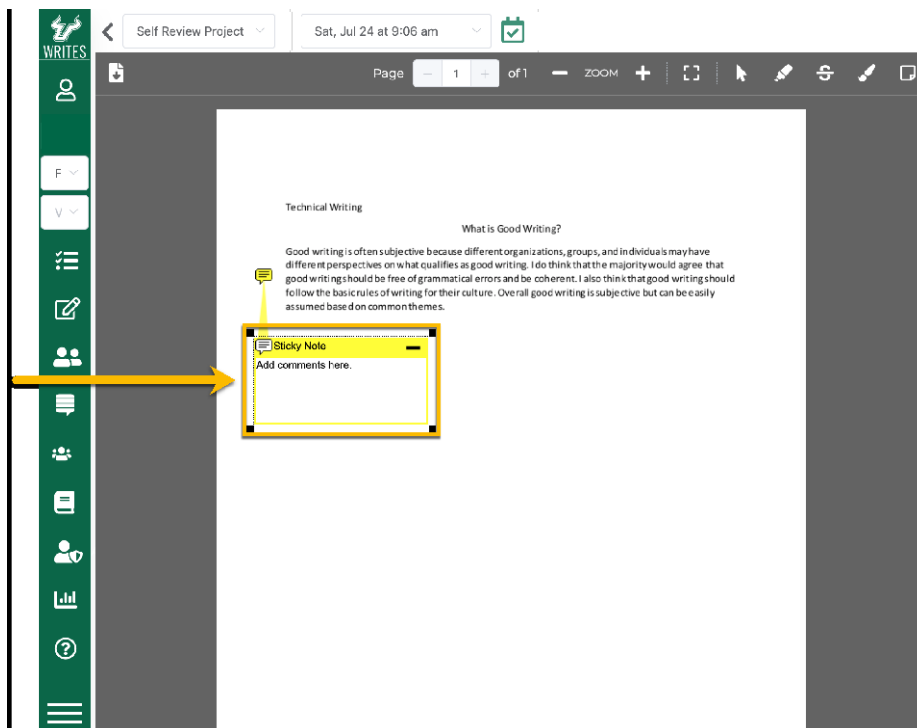 WRITES
Self Review Project
Sat, Jul 24 at 9:06 am
Page − 1 + of 1 − ZOOM +
F
V
Technical Writing
What is Good Writing?
Good writing is often subjective because different organizations, groups, and individuals may have
different perspectives on what qualifies as good writing. I do think that the majority would agree that
good writing should be free of grammatical errors and be coherent. I also think that good writing should
follow the basic rules of writing for their culture. Overall good writing is subjective but can be easily
assumed based on common themes.
Sticky Note
Add comments here.